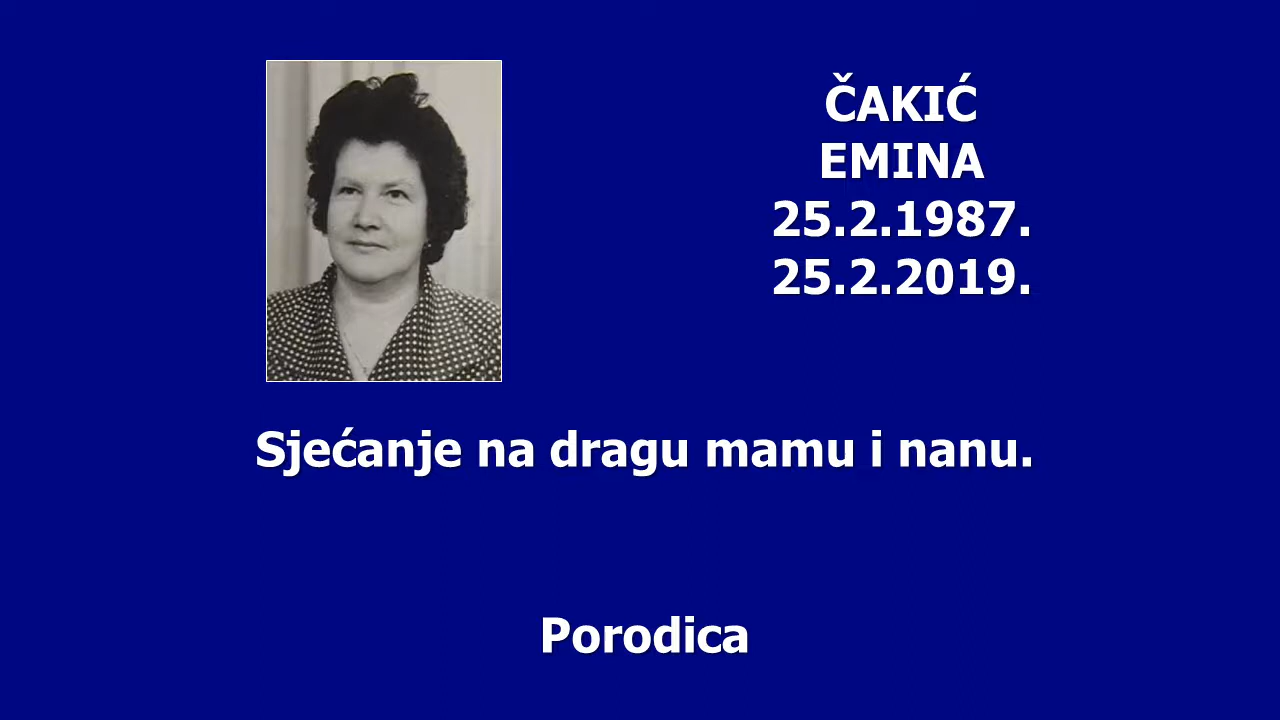 ČAKIĆ
EMINA
25.2.1987.
25.2.2019.
Sjećanje na dragu mamu i nanu.
Porodica